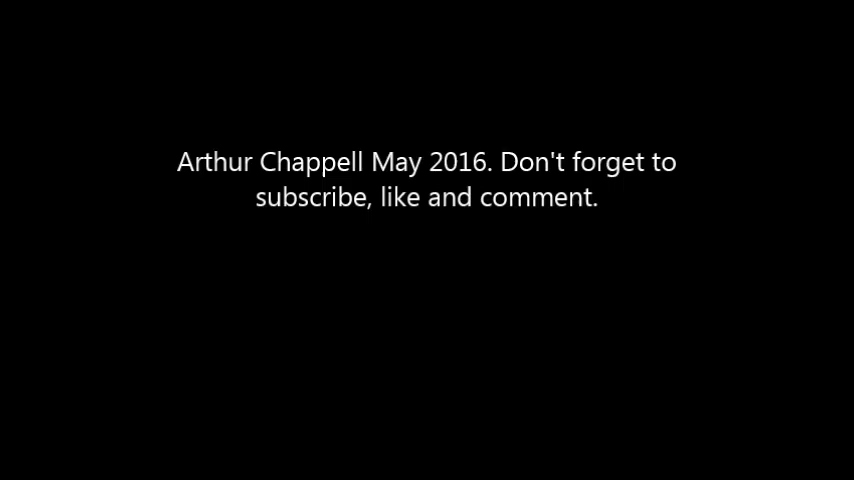 Arthur Chappell May 2016. Don't forget to
subscribe, like and comment.